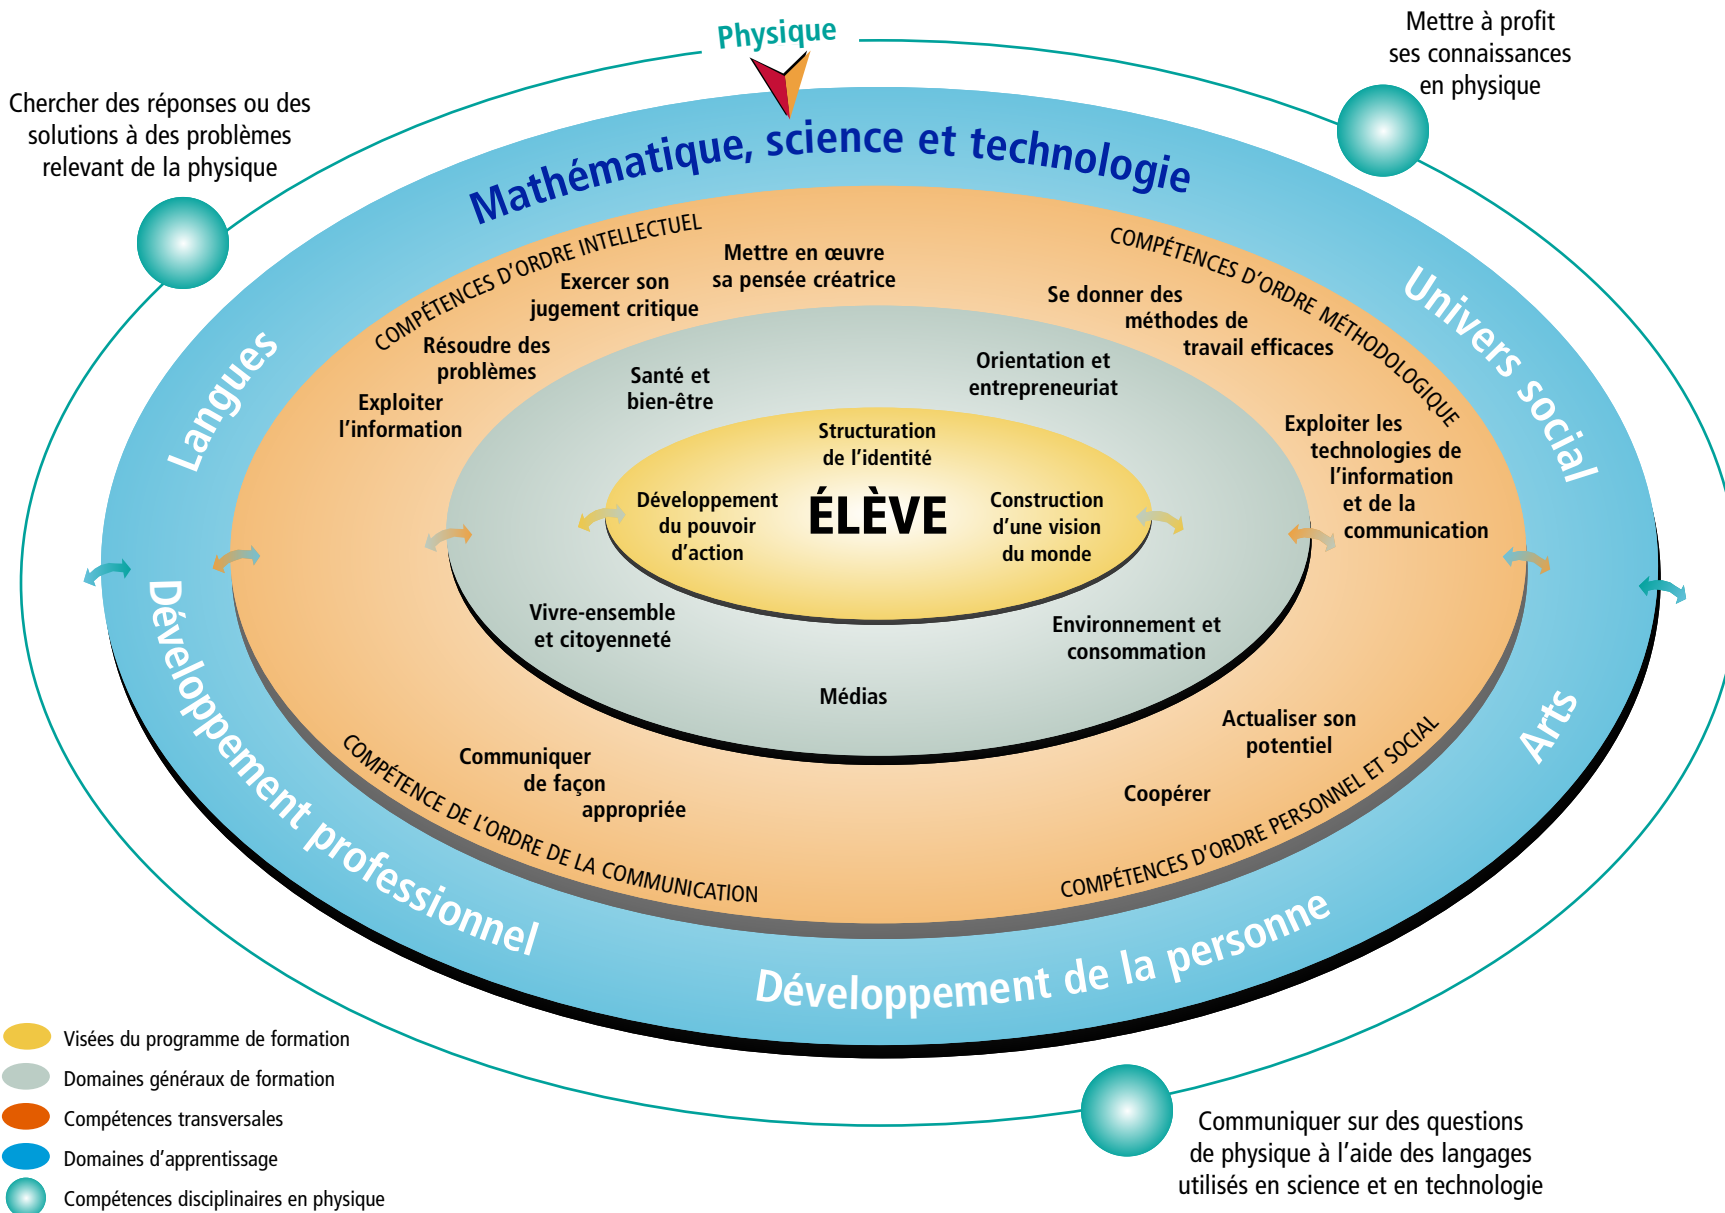 Physique
Mettre à profit
ses connaissances
en physique
Chercher des réponses ou des
solutions à des problèmes
relevant de la physique
Mathématique, science et technologie
Langues
Univers social
Arts
Développement de la personne
Développement professionnel
COMPÉTENCES D’ORDRE INTELLECTUEL
Mettre en œuvre
sa pensée créatrice
Exercer son
jugement critique
Résoudre des
problèmes
Exploiter
l’information
COMPÉTENCES D’ORDRE MÉTHODOLOGIQUE
Se donner des
méthodes de
travail efficaces
Exploiter les
technologies de
l’information
et de la
communication
Santé et
bien-être
Orientation et
entrepreneuriat
Structuration
de l’identité
Développement
du pouvoir
d’action
ÉLÈVE
Construction
d’une vision
du monde
Vivre-ensemble
et citoyenneté
Environnement et
consommation
Médias
Communiquer
de façon
appropriée
COMPÉTENCE DE L’ORDRE DE LA COMMUNICATION
Actualiser son
potentiel
Coopérer
COMPÉTENCES D’ORDRE PERSONNEL ET SOCIAL
Visées du programme de formation
Domaines généraux de formation
Compétences transversales
Domaines d’apprentissage
Compétences disciplinaires en physique
Communiquer sur des questions
de physique à l’aide des langages
utilisés en science et en technologie